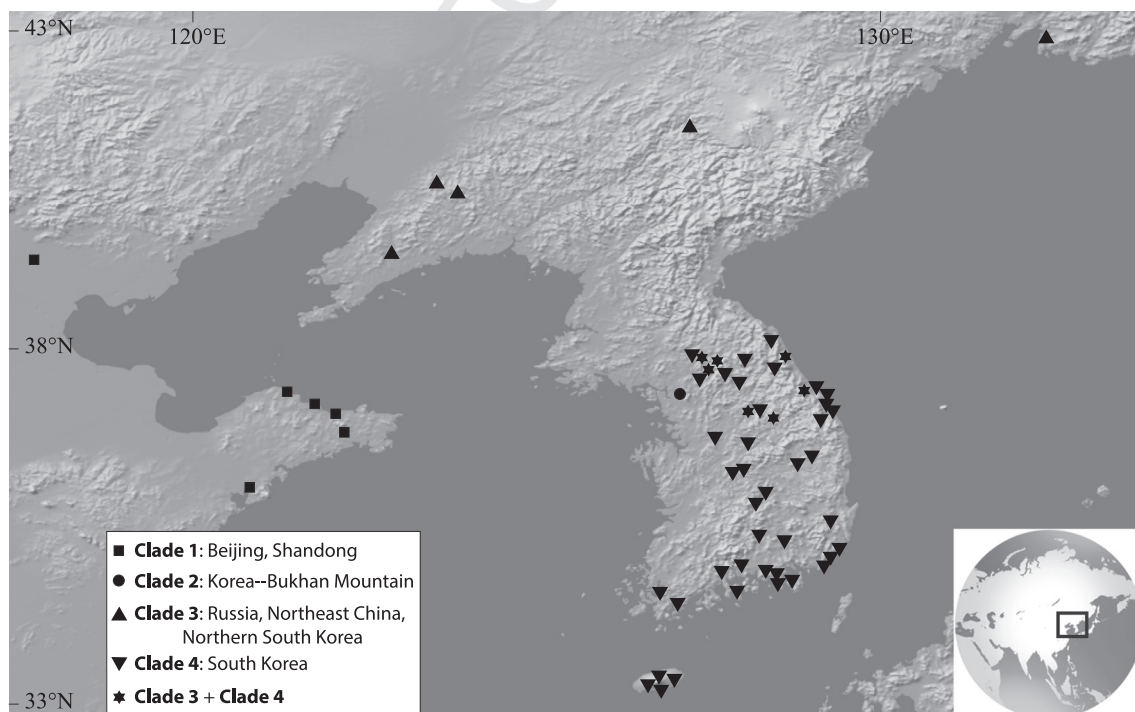 43°N
120°E
130°E
38°N
33°N
Clade 1: Beijing, Shandong
Clade 2: Korea--Bukhan Mountain
Clade 3: Russia, Northeast China,
Northern South Korea
Clade 4: South Korea
Clade 3 + Clade 4